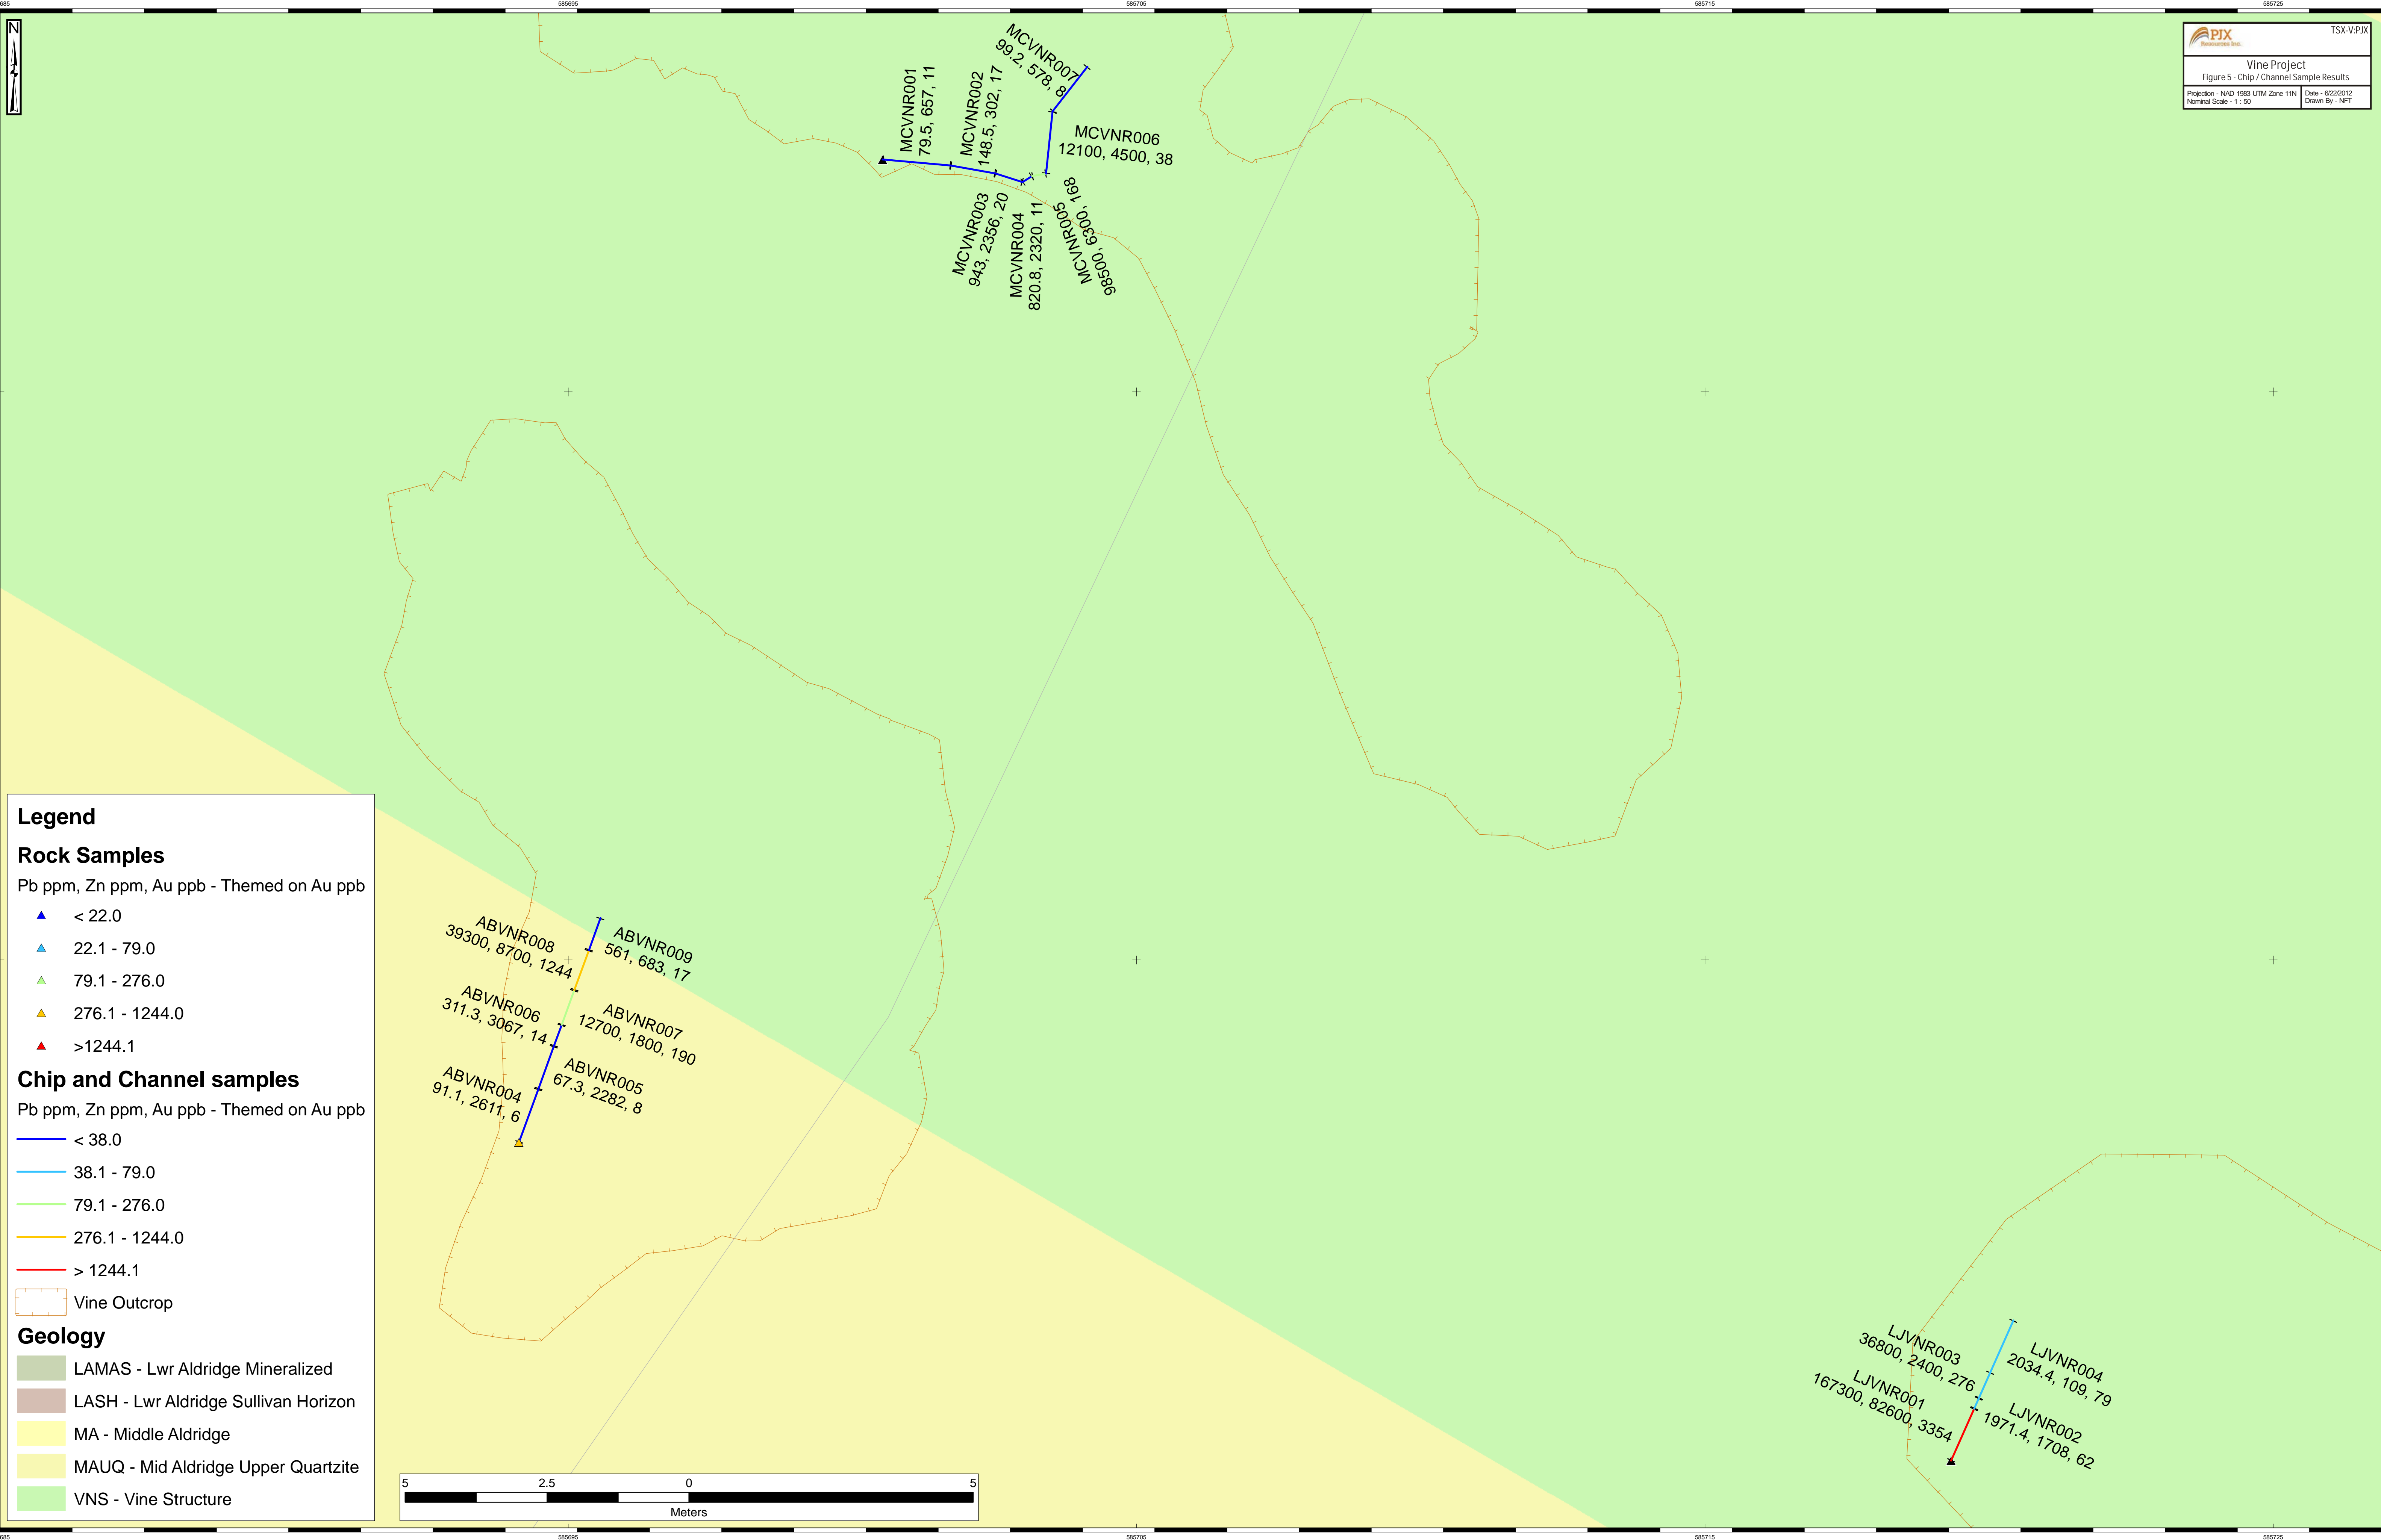 685
585695
585705
585715
585725
N
PJX
Resources Inc.
TSX-V:PJX
Vine Project
Figure 5 - Chip / Channel Sample Results
Projection - NAD 1983 UTM Zone 11N
Nominal Scale - 1 : 50
Date - 6/22/2012
Drawn By - NFT
MCVNR001
79.5, 657, 11
MCVNR002
148.5, 302, 17
MCVNR007
99.2, 578, 8
MCVNR006
12100, 4500, 38
MCVNR003
943, 2356, 20
MCVNR004
820.8, 2320, 11
MCVNR005
98500, 6300, 168
ABVNR008
39300, 8700, 1244
ABVNR009
561, 683, 17
ABVNR006
311.3, 3067, 14
ABVNR007
12700, 1800, 190
ABVNR004
91.1, 2611, 6
ABVNR005
67.3, 2282, 8
LJVNR003
36800, 2400, 276
LJVNR004
2034.4, 109, 79
LJVNR001
167300, 82600, 3354
LJVNR002
1971.4, 1708, 62
Legend
Rock Samples
Pb ppm, Zn ppm, Au ppb - Themed on Au ppb
< 22.0
22.1 - 79.0
79.1 - 276.0
276.1 - 1244.0
>1244.1
Chip and Channel samples
Pb ppm, Zn ppm, Au ppb - Themed on Au ppb
< 38.0
38.1 - 79.0
79.1 - 276.0
276.1 - 1244.0
> 1244.1
Vine Outcrop
Geology
LAMAS - Lwr Aldridge Mineralized
LASH - Lwr Aldridge Sullivan Horizon
MA - Middle Aldridge
MAUQ - Mid Aldridge Upper Quartzite
VNS - Vine Structure
5 2.5 0 5
Meters
685
585695
585705
585715
585725